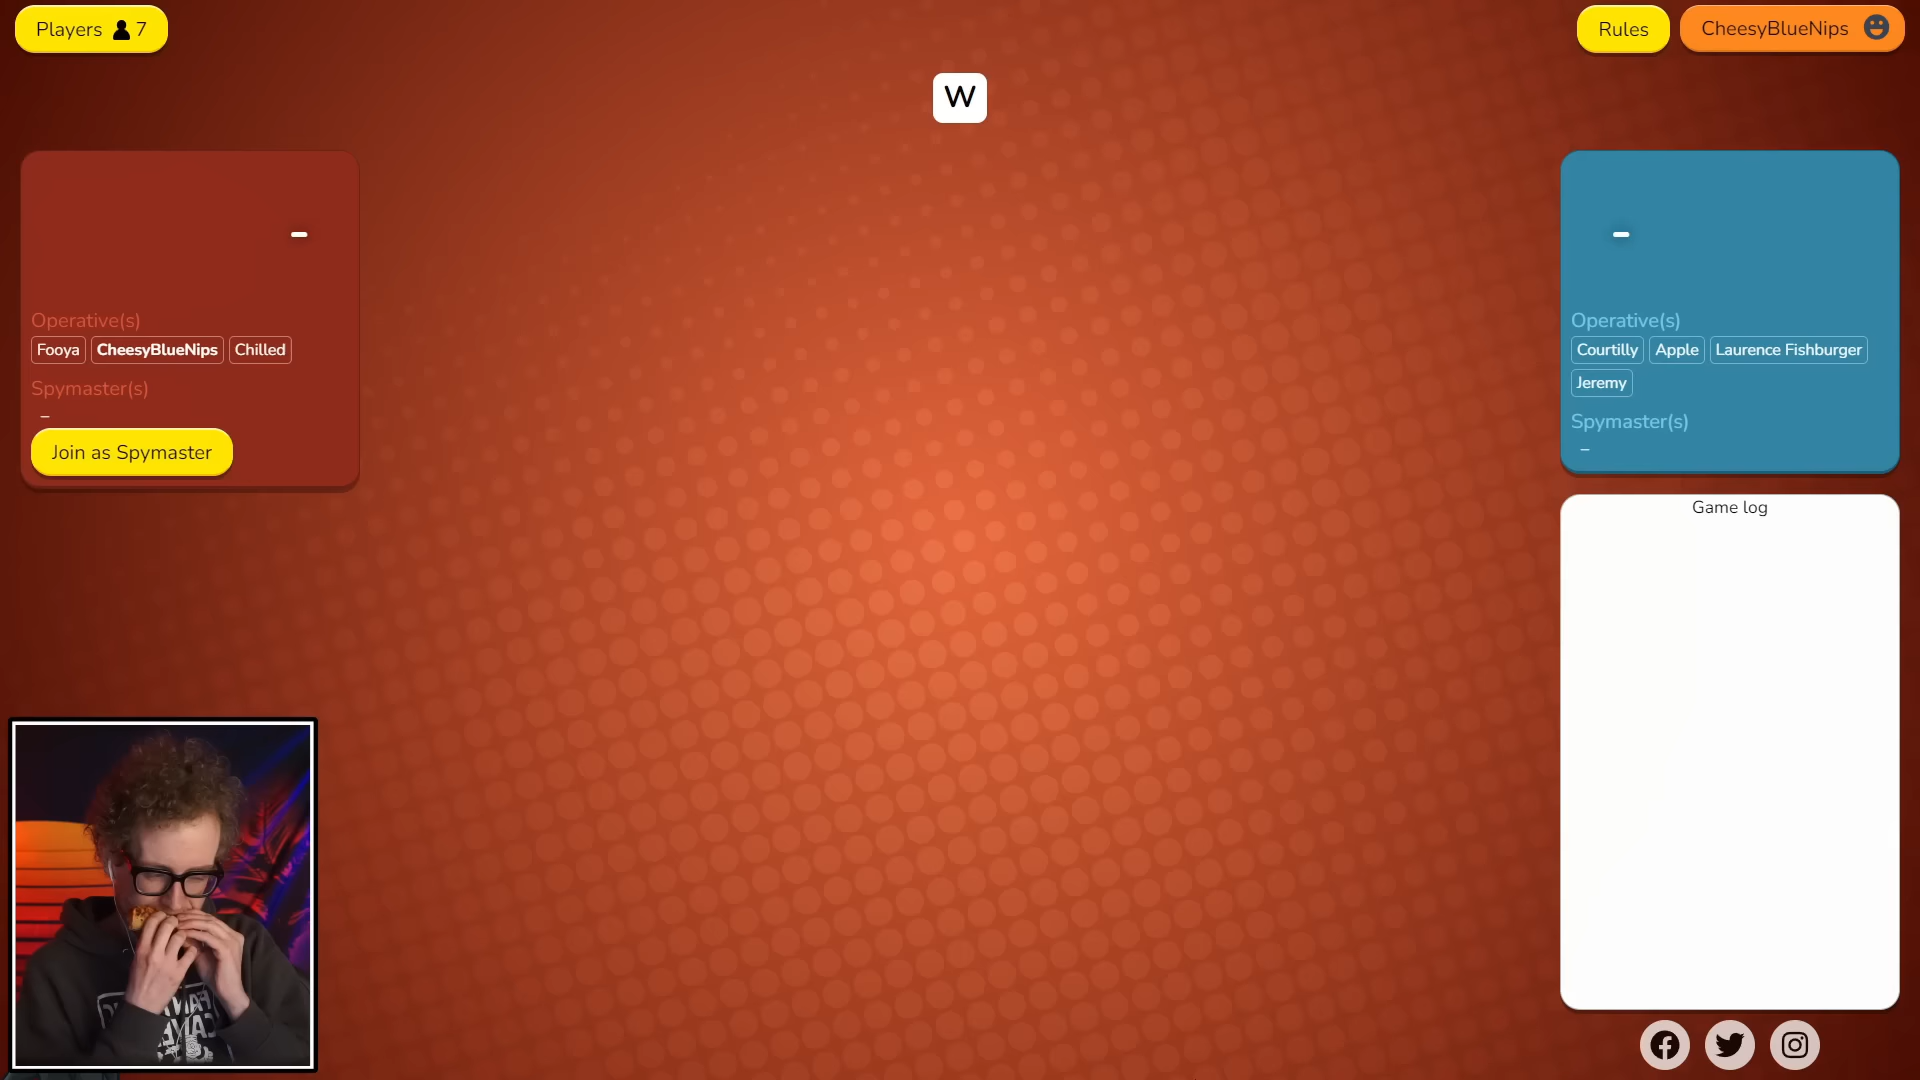 Players 7
Rules
CheesyBlueNips
W
-
Operative(s)
Fooya CheesyBlueNips Chilled
Spymaster(s)
–
Join as Spymaster
-
Operative(s)
Courtilly Apple Laurence Fishburger
Jeremy
Spymaster(s)
–
Game log